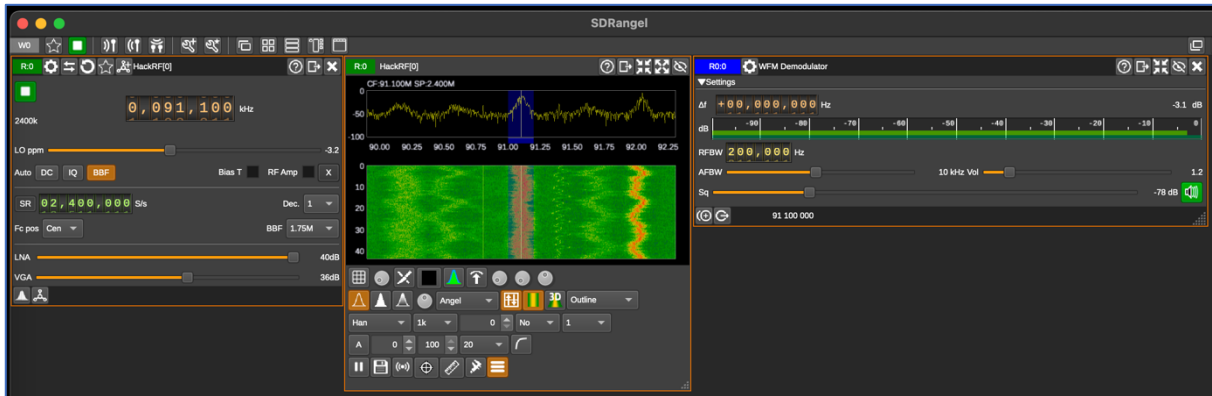 SDRangel
W0
R:0 HackRF[0]
0,091,100 kHz
2400k
LO ppm -3.2
Auto DC IQ BBF Bias T RF Amp X
SR 02,400,000 S/s Dec. 1
Fc pos Cen BBF 1.75M
LNA 40dB
VGA 36dB
R:0 HackRF[0]
CF:91.100M SP:2.400M
0
-50
-100
90.00 90.25 90.50 90.75 91.00 91.25 91.50 91.75 92.00 92.25
0
10
20
30
40
3D
Angel Outline
Han 1k 0 No 1
A 0 100 20
R0:0 WFM Demodulator
▼Settings
Δf +00,000,000 Hz -3.1 dB
dB -90 -80 -70 -60 -50 -40 -30 -20 -10 0
RFBW 200,000 Hz
AFBW 10 kHz Vol 1.2
Sq -78 dB
91 100 000